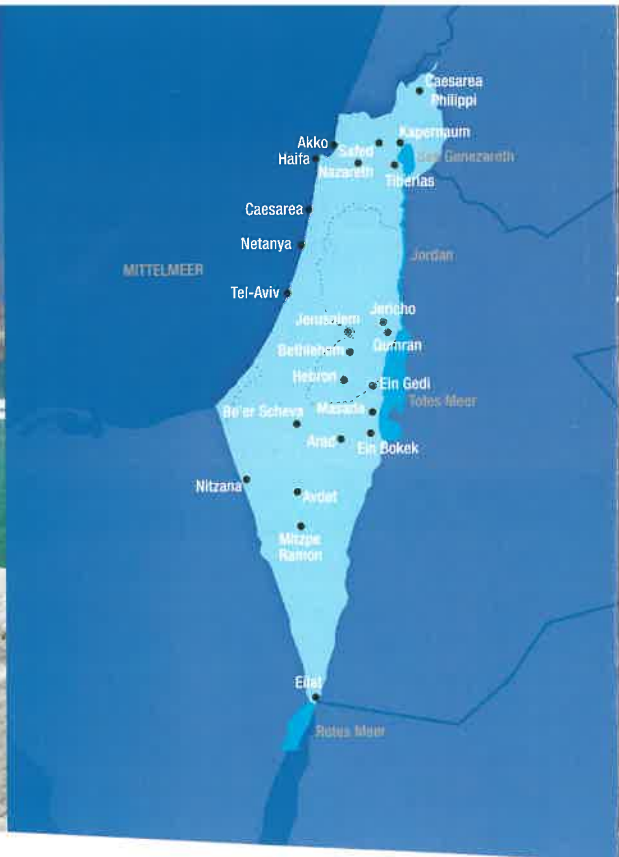 Caesarea
Philippi
Akko
Safed
Kapernaum
Haifa
Nazareth
See Genezareth
Tiberias
Caesarea
Netanya
Jordan
MITTELMEER
Tel-Aviv
Jericho
Jerusalem
Qumran
Bethlehem
Hebron
Ein Gedi
Totes Meer
Be'er Scheva
Masada
Arad
Ein Bokek
Nitzana
Avdat
Mitzpe
Ramon
Eilat
Rotes Meer